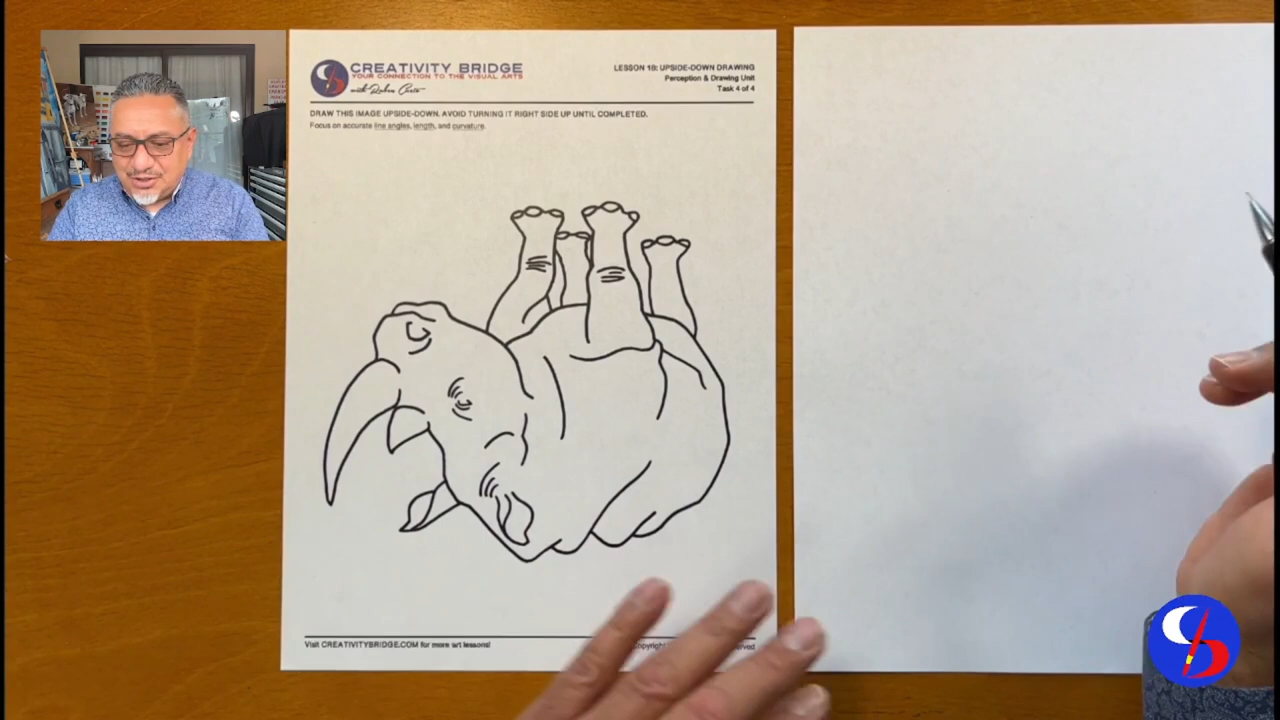 CREATIVITY BRIDGE
YOUR CONNECTION TO THE VISUAL ARTS
with
LESSON 18: UPSIDE-DOWN DRAWING
Perception & Drawing Unit
Task 4 of 4
DRAW THIS IMAGE UPSIDE-DOWN. AVOID TURNING IT RIGHT SIDE UP UNTIL COMPLETED.
Focus on accurate line angles, length, and curvature.
Visit CREATIVITYBRIDGE.COM for more art lessons!